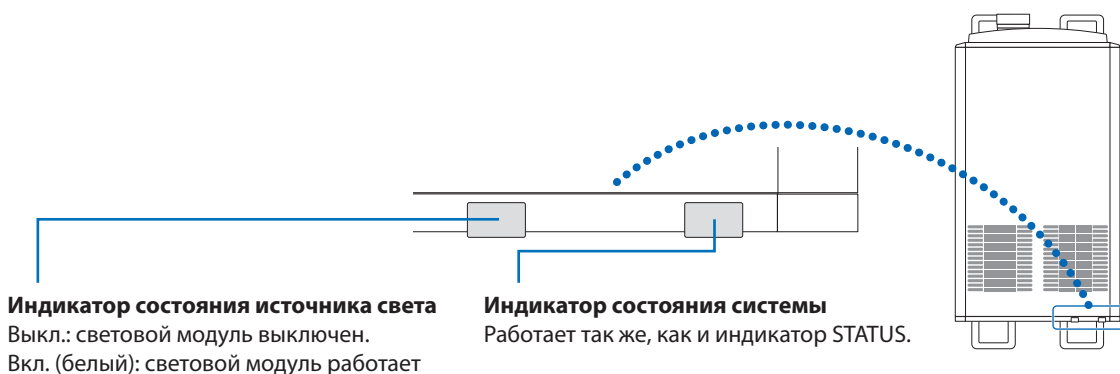 Индикатор состояния источника света
Выкл.: световой модуль выключен.
Вкл. (белый): световой модуль работает
Индикатор состояния системы
Работает так же, как и индикатор STATUS.